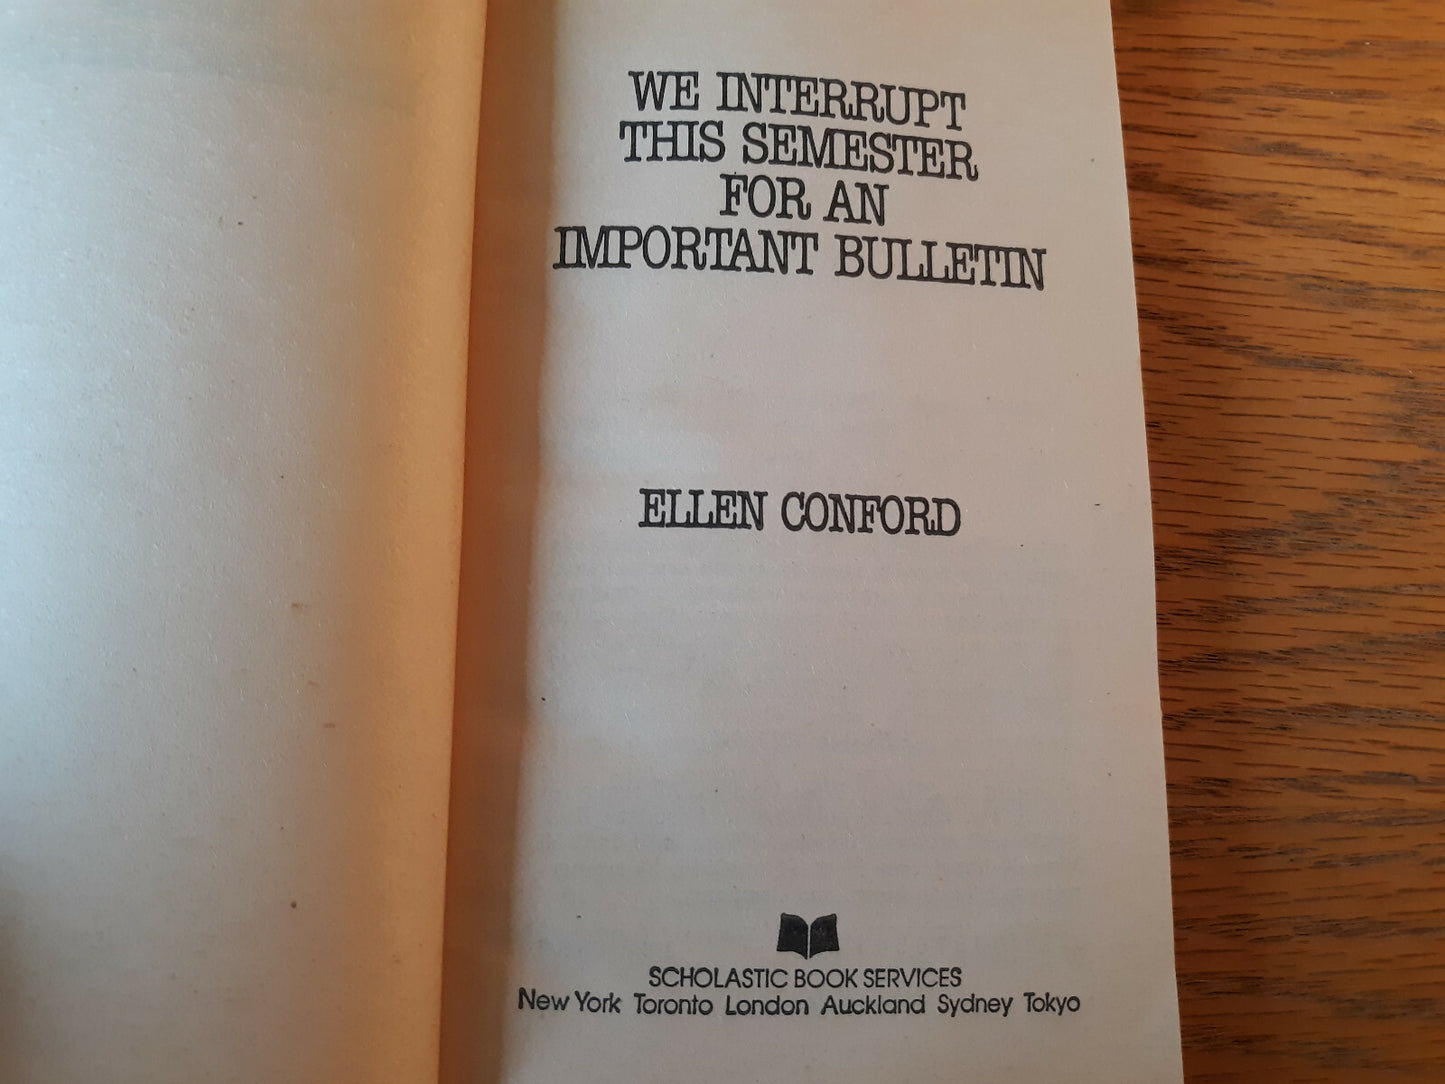 WE INTERRUPT
THIS SEMESTER
FOR AN
IMPORTANT BULLETIN
ELLEN CONFORD
SCHOLASTIC BOOK SERVICES
New York Toronto London Auckland Sydney Tokyo